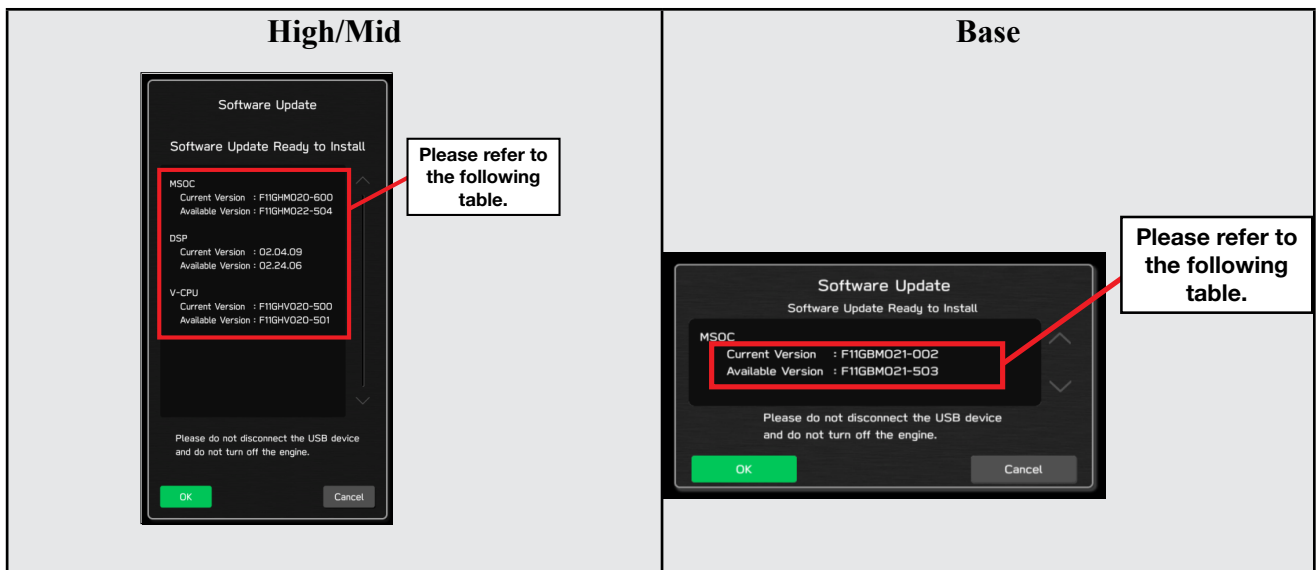 High/Mid
Software Update
Software Update Ready to Install
MSOC
Current Version : F11GHM020-600
Available Version : F11GHM022-504
DSP
Current Version : 02.04.09
Available Version : 02.24.06
V-CPU
Current Version : F11GHV020-500
Available Version : F11GHV020-501
Please do not disconnect the USB device
and do not turn off the engine.
OK
Cancel
Please refer to
the following
table.
Base
Software Update
Software Update Ready to Install
MSOC
Current Version : F11GBM021-002
Available Version : F11GBM021-503
Please do not disconnect the USB device
and do not turn off the engine.
OK
Cancel
Please refer to
the following
table.